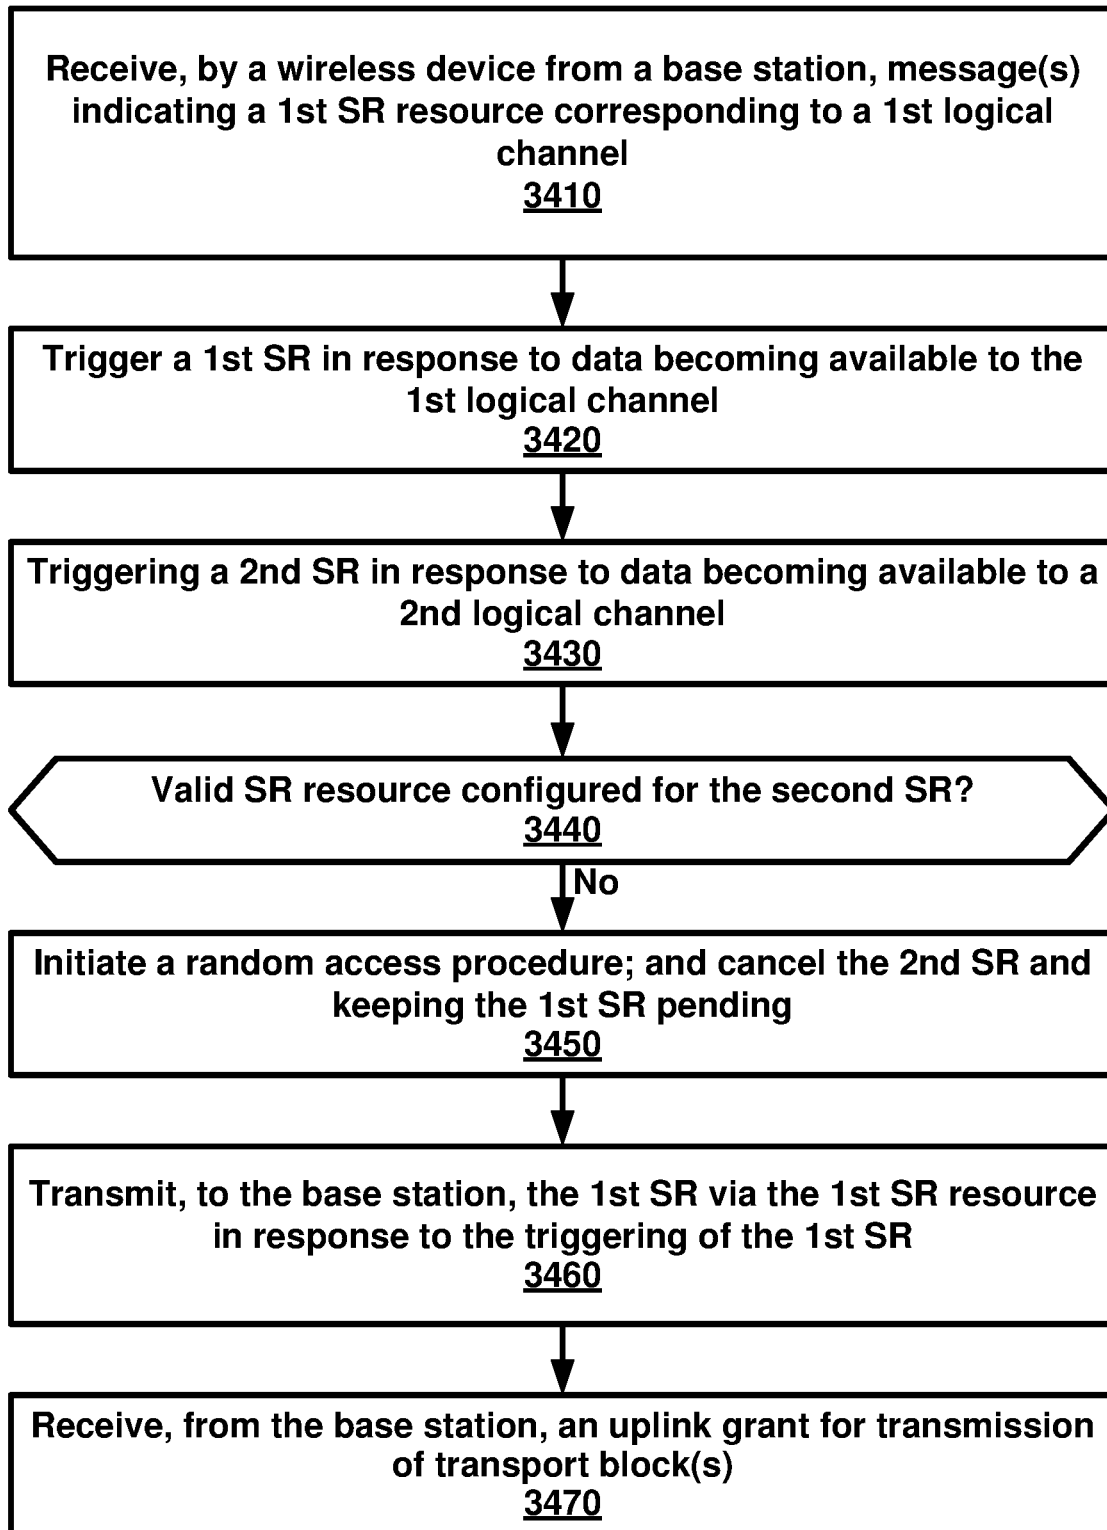 Receive, by a wireless device from a base station, message(s)
indicating a 1st SR resource corresponding to a 1st logical
channel
3410
Trigger a 1st SR in response to data becoming available to the
1st logical channel
3420
Triggering a 2nd SR in response to data becoming available to a
2nd logical channel
3430
Valid SR resource configured for the second SR?
3440
No
Initiate a random access procedure; and cancel the 2nd SR and
keeping the 1st SR pending
3450
Transmit, to the base station, the 1st SR via the 1st SR resource
in response to the triggering of the 1st SR
3460
Receive, from the base station, an uplink grant for transmission
of transport block(s)
3470